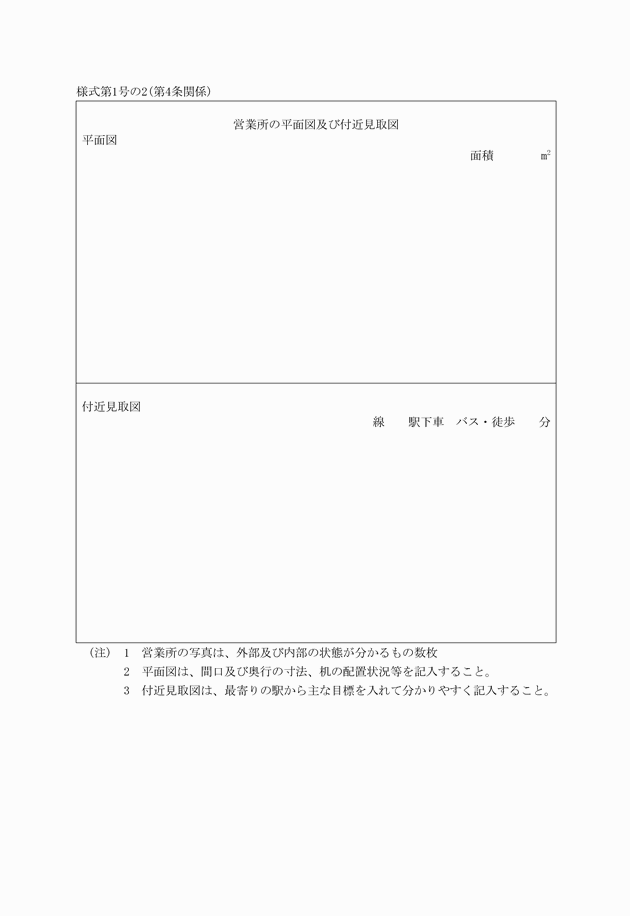 様式第1号の2(第4条関係)
営業所の平面図及び付近見取図
平面図
面積　　　　㎡
付近見取図
線　　駅下車　バス・徒歩　　分
(注)　1　営業所の写真は、外部及び内部の状態が分かるもの数枚
2　平面図は、間口及び奥行の寸法、机の配置状況等を記入すること。
3　付近見取図は、最寄りの駅から主な目標を入れて分かりやすく記入すること。